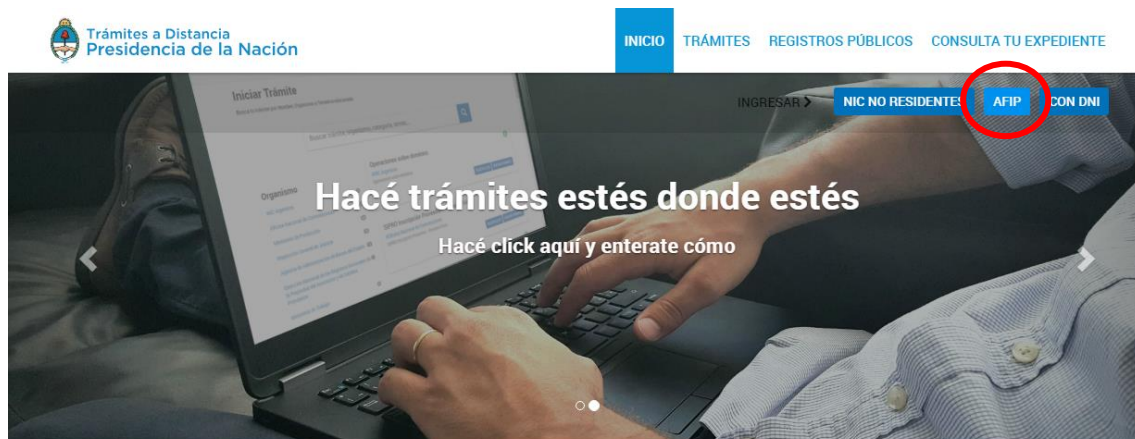 Trámites a Distancia
Presidencia de la Nación
INICIO TRÁMITES REGISTROS PÚBLICOS CONSULTA TU EXPEDIENTE
INGRESAR > NIC NO RESIDENTES AFIP CON DNI
Iniciar Trámite
Organismo
Hacé trámites estés donde estés
Hacé click aquí y enterate cómo